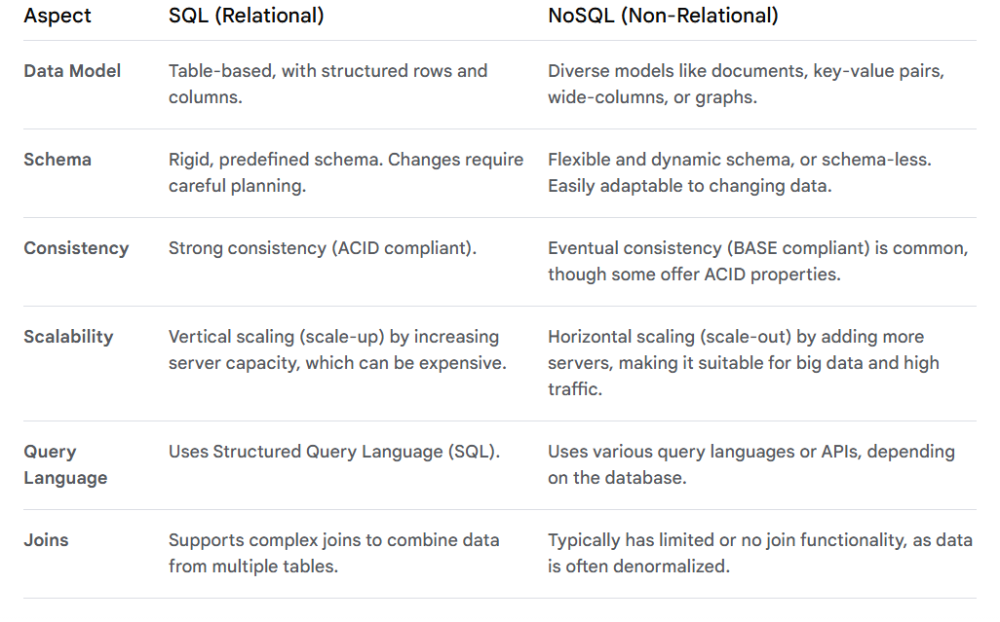 Aspect SQL (Relational) NoSQL (Non-Relational)
Data Model Table-based, with structured rows and Diverse models like documents, key-value pairs,
columns. wide-columns, or graphs.
Schema Rigid, predefined schema. Changes require Flexible and dynamic schema, or schema-less.
careful planning. Easily adaptable to changing data.
Consistency Strong consistency (ACID compliant). Eventual consistency (BASE compliant) is common,
though some offer ACID properties.
Scalability Vertical scaling (scale-up) by increasing Horizontal scaling (scale-out) by adding more
server capacity, which can be expensive. servers, making it suitable for big data and high
traffic.
Query Uses Structured Query Language (SQL). Uses various query languages or APIs, depending
Language on the database.
Joins Supports complex joins to combine data Typically has limited or no join functionality, as data
from multiple tables. is often denormalized.